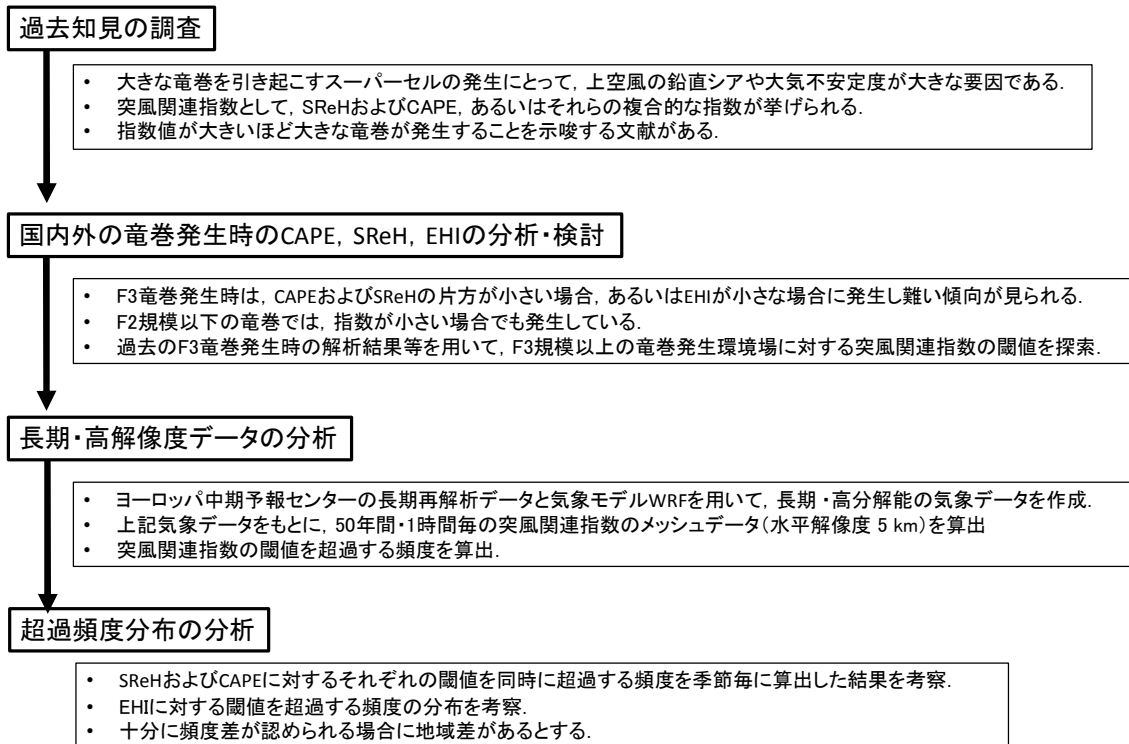 過去知見の調査
• 大きな竜巻を引き起こすスーパーセルの発生にとって，上空風の鉛直シアや大気不安定度が大きな要因である．
• 突風関連指数として，SReHおよびCAPE，あるいはそれらの複合的な指数が挙げられる．
• 指数値が大きいほど大きな竜巻が発生することを示唆する文献がある．
国内外の竜巻発生時のCAPE，SReH，EHIの分析・検討
• F3竜巻発生時は，CAPEおよびSReHの片方が小さい場合，あるいはEHIが小さな場合に発生し難い傾向が見られる．
• F2規模以下の竜巻では，指数が小さい場合でも発生している．
• 過去のF3竜巻発生時の解析結果等を用いて，F3規模以上の竜巻発生環境場に対する突風関連指数の閾値を探索．
長期・高解像度データの分析
• ヨーロッパ中期予報センターの長期再解析データと気象モデルWRFを用いて，長期・高分解能の気象データを作成．
• 上記気象データをもとに，50年間・1時間毎の突風関連指数のメッシュデータ（水平解像度 5 km）を算出
• 突風関連指数の閾値を超過する頻度を算出．
超過頻度分布の分析
• SReHおよびCAPEに対するそれぞれの閾値を同時に超過する頻度を季節毎に算出した結果を考察．
• EHIに対する閾値を超過する頻度の分布を考察．
• 十分に頻度差が認められる場合に地域差があるとする．